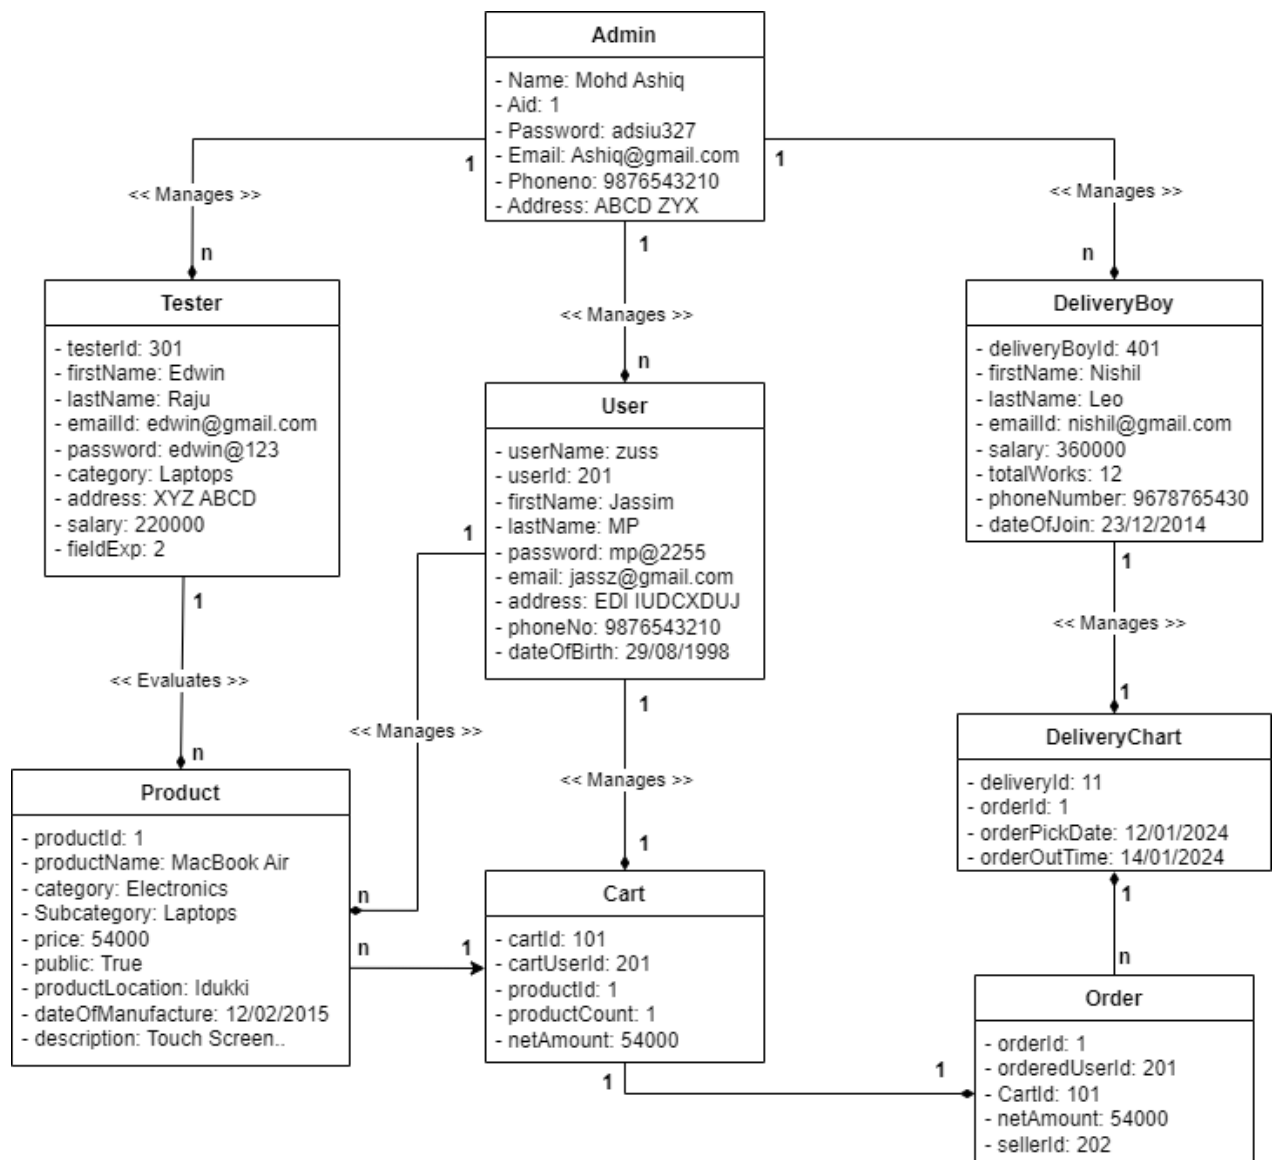 Admin
- Name: Mohd Ashiq
- Aid: 1
- Password: adsiu327
- Email: Ashiq@gmail.com
- Phoneno: 9876543210
- Address: ABCD ZYX
1
1
<< Manages >>
<< Manages >>
1
n
n
Tester
- testerId: 301
- firstName: Edwin
- lastName: Raju
- emailId: edwin@gmail.com
- password: edwin@123
- category: Laptops
- address: XYZ ABCD
- salary: 220000
- fieldExp: 2
<< Manages >>
n
DeliveryBoy
- deliveryBoyId: 401
- firstName: Nishil
- lastName: Leo
- emailId: nishil@gmail.com
- salary: 360000
- totalWorks: 12
- phoneNumber: 9678765430
- dateOfJoin: 23/12/2014
User
- userName: zuss
- userId: 201
- firstName: Jassim
- lastName: MP
- password: mp@2255
- email: jassz@gmail.com
- address: EDI IUDCXDUJ
- phoneNo: 9876543210
- dateOfBirth: 29/08/1998
1
1
1
<< Evaluates >>
<< Manages >>
1
<< Manages >>
<< Manages >>
n
1
1
Product
- productId: 1
- productName: MacBook Air
- category: Electronics
- Subcategory: Laptops
- price: 54000
- public: True
- productLocation: Idukki
- dateOfManufacture: 12/02/2015
- description: Touch Screen..
DeliveryChart
- deliveryId: 11
- orderId: 1
- orderPickDate: 12/01/2024
- orderOutTime: 14/01/2024
n
n
1
Cart
- cartId: 101
- cartUserId: 201
- productId: 1
- productCount: 1
- netAmount: 54000
1
n
1
1
Order
- orderId: 1
- orderedUserId: 201
- CartId: 101
- netAmount: 54000
- sellerId: 202